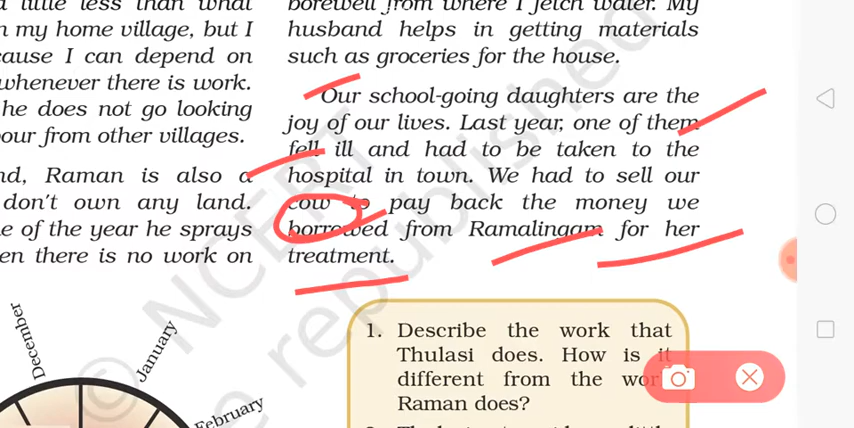 a little less than what
n my home village, but I
cause I can depend on
whenever there is work.
he does not go looking
our from other villages.
nd, Raman is also a
don't own any land.
e of the year he sprays
en there is no work on
borewell from where I fetch water. My
husband helps in getting materials
such as groceries for the house.
Our school-going daughters are the
joy of our lives. Last year, one of them
fell ill and had to be taken to the
hospital in town. We had to sell our
cow to pay back the money we
borrowed from Ramalingam for her
treatment.
1. Describe the work that
Thulasi does. How is it
different from the work
Raman does?
December
January
February
© NCERT
e republished